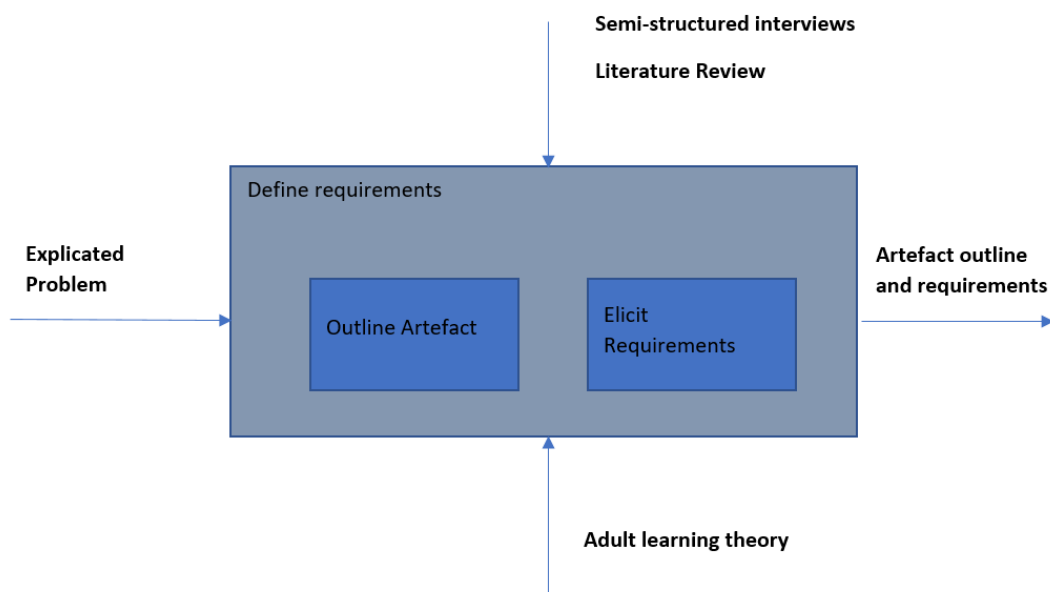 Semi-structured interviews
Literature Review
Define requirements
Explicated
Problem
Outline Artefact
Elicit
Requirements
Artefact outline
and requirements
Adult learning theory